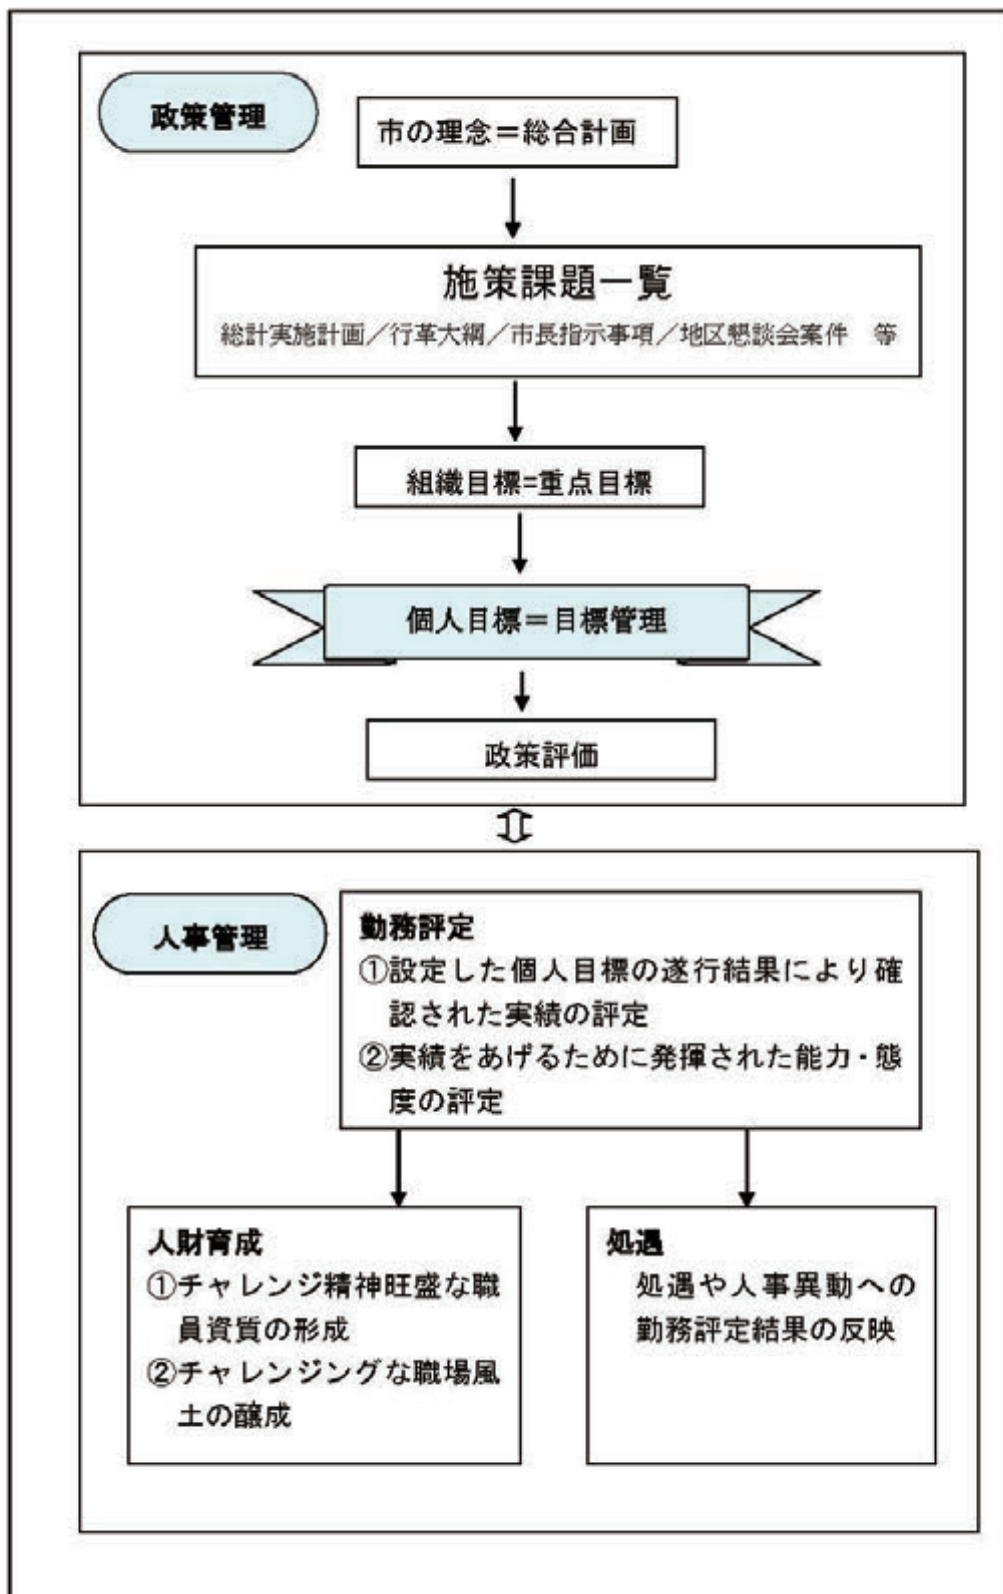 政策管理
市の理念＝総合計画
施策課題一覧
総計実施計画／行革大綱／市長指示事項／地区懇談会案件　等
組織目標=重点目標
個人目標＝目標管理
政策評価
人事管理
勤務評定
①設定した個人目標の遂行結果により確
認された実績の評定
②実績をあげるために発揮された能力・態
度の評定
人財育成
①チャレンジ精神旺盛な職
員資質の形成
②チャレンジングな職場風
土の醸成
処遇
処遇や人事異動への
勤務評定結果の反映